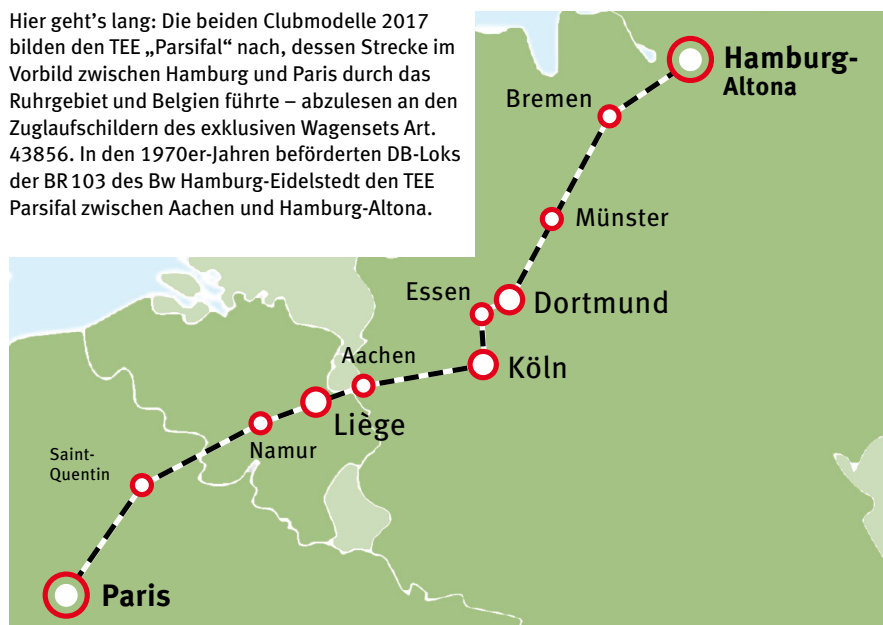 Hier geht’s lang: Die beiden Clubmodelle 2017
bilden den TEE „Parsifal“ nach, dessen Strecke im
Vorbild zwischen Hamburg und Paris durch das
Ruhrgebiet und Belgien führte – abzulesen an den
Zuglaufschildern des exklusiven Wagensets Art.
43856. In den 1970er-Jahren beförderten DB-Loks
der BR 103 des Bw Hamburg-Eidelstedt den TEE
Parsifal zwischen Aachen und Hamburg-Altona.
Hamburg-
Altona
Bremen
Münster
Essen
Dortmund
Aachen
Köln
Liège
Namur
Saint-
Quentin
Paris